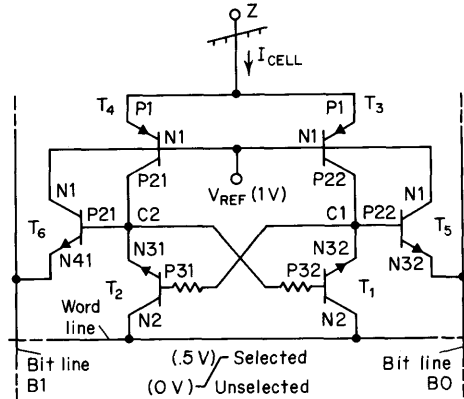 Z
I CELL
T4 P1 P1 T3
N1 N1
P21 VREF (1V) P22
N1 N1
P21 C2 C1 P22
T6 T5
N41 N31 N32 N32
P31 P32
T2 T1
N2 N2
Word line
Bit line B1
(.5 V) Selected
(0 V) Unselected
Bit line B0